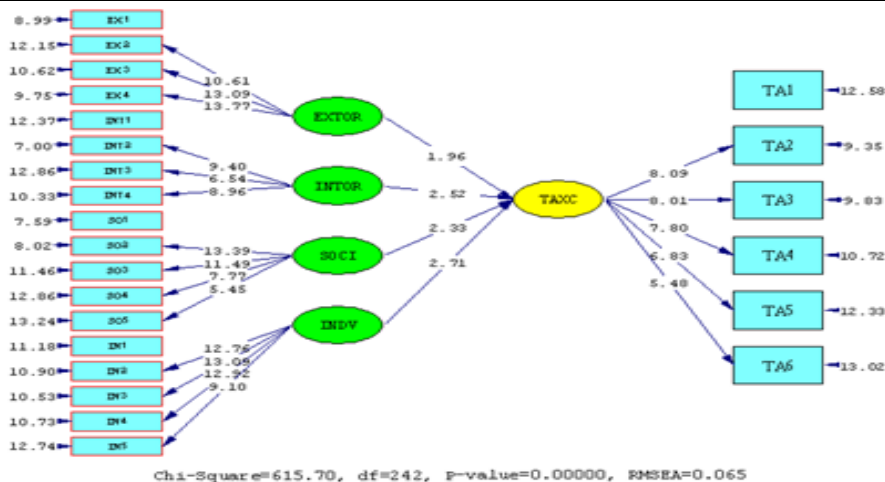 8.99 EX1
12.15 EX2
10.62 EX3
9.75 EX4
12.37 INT1
7.00 INT2
12.86 INT3
10.33 INT4
7.59 SO1
8.02 SO2
11.46 SO3
12.86 SO4
13.24 SO5
11.18 IN1
10.90 IN2
10.53 IN3
10.73 IN4
12.74 IN5
10.61
13.09
13.77
9.40
6.54
8.96
13.39
11.49
7.77
5.45
12.76
13.09
12.92
9.10
EXTOR
INTOR
SOCI
INDV
1.96
2.52
2.33
2.71
TAXC
8.09
8.01
7.80
6.83
5.48
TA1 12.58
TA2 9.35
TA3 9.83
TA4 10.72
TA5 12.33
TA6 13.02
Chi-Square=615.70, df=242, P-value=0.00000, RMSEA=0.065